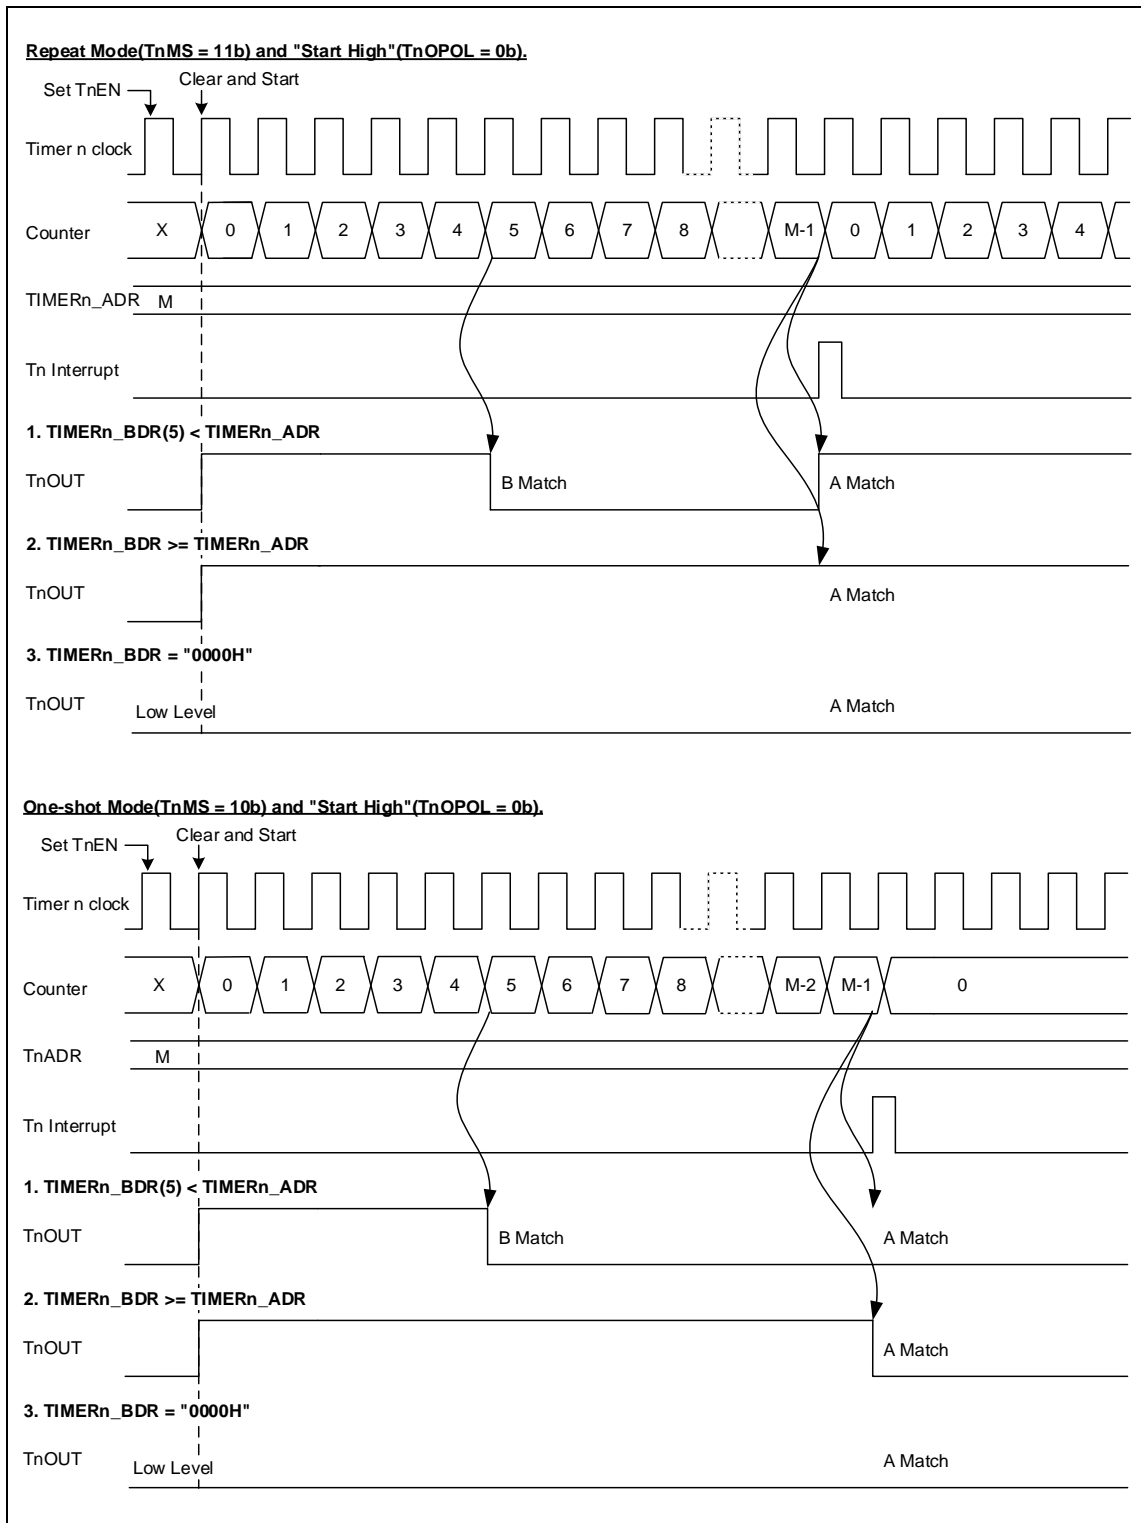 Repeat Mode(TnMS = 11b) and "Start High"(TnOPOL = 0b).
Set TnEN
Clear and Start
Timer n clock
Counter X 0 1 2 3 4 5 6 7 8 M-1 0 1 2 3 4
TIMERn_ADR M
Tn Interrupt
1. TIMERn_BDR(5) < TIMERn_ADR
TnOUT B Match A Match
2. TIMERn_BDR >= TIMERn_ADR
TnOUT A Match
3. TIMERn_BDR = "0000H"
TnOUT Low Level A Match
One-shot Mode(TnMS = 10b) and "Start High"(TnOPOL = 0b).
Set TnEN
Clear and Start
Timer n clock
Counter X 0 1 2 3 4 5 6 7 8 M-2 M-1 0
TnADR M
Tn Interrupt
1. TIMERn_BDR(5) < TIMERn_ADR
TnOUT B Match A Match
2. TIMERn_BDR >= TIMERn_ADR
TnOUT A Match
3. TIMERn_BDR = "0000H"
TnOUT Low Level A Match